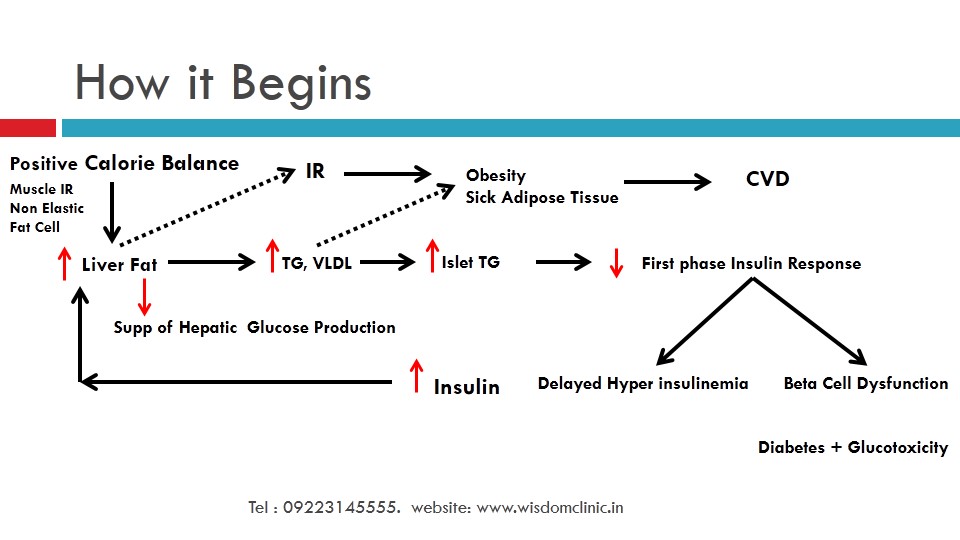 How it Begins
Positive Calorie Balance
Muscle IR
Non Elastic
Fat Cell
IR
Obesity
Sick Adipose Tissue
CVD
Liver Fat
TG, VLDL
Islet TG
First phase Insulin Response
Supp of Hepatic Glucose Production
Insulin
Delayed Hyper insulinemia
Beta Cell Dysfunction
Diabetes + Glucotoxicity
Tel : 09223145555. website: www.wisdomclinic.in